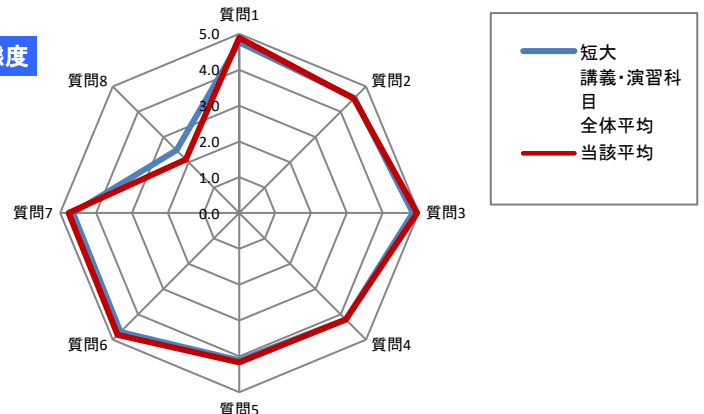 度
質問1
質問2
質問3
質問4
質問5
質問6
質問7
質問8
5.0
4.0
3.0
2.0
1.0
0.0
短大
講義・演習科
目
全体平均
当該平均